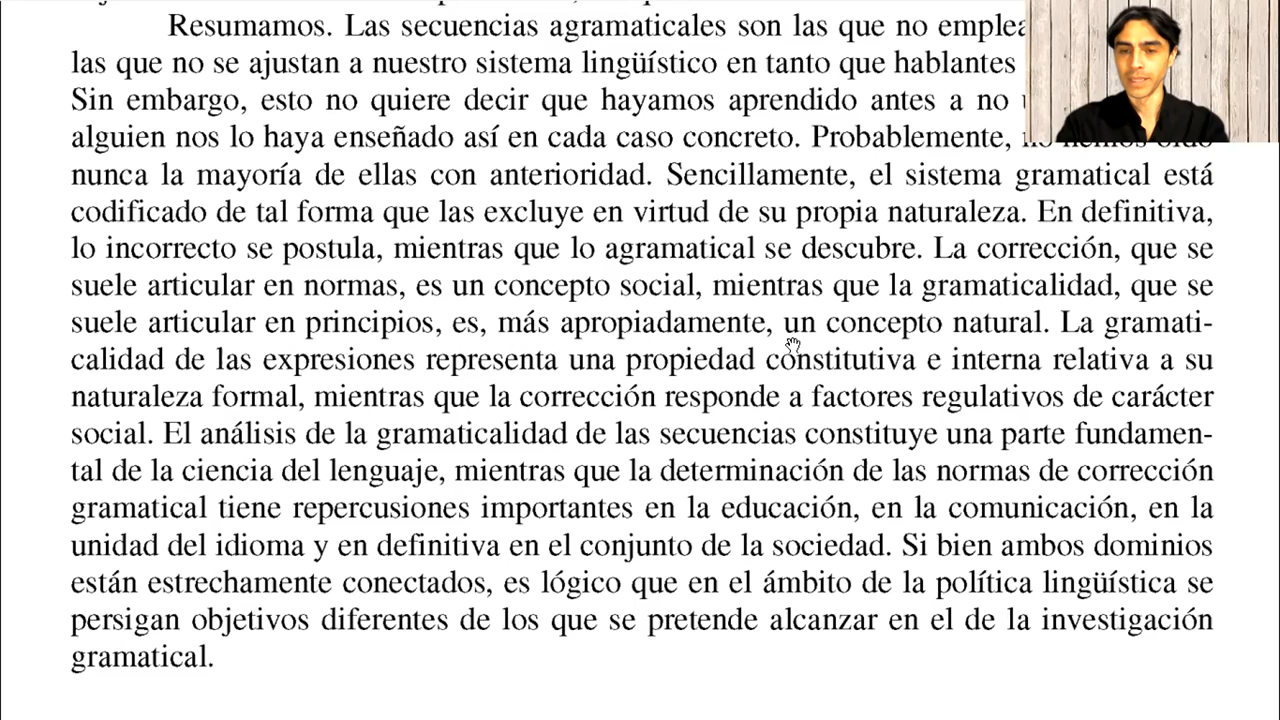 Resumamos. Las secuencias agramaticales son las que no emplea
las que no se ajustan a nuestro sistema lingüístico en tanto que hablantes
Sin embargo, esto no quiere decir que hayamos aprendido antes a no
alguien nos lo haya enseñado así en cada caso concreto. Probablemente, no hemos oído
nunca la mayoría de ellas con anterioridad. Sencillamente, el sistema gramatical está
codificado de tal forma que las excluye en virtud de su propia naturaleza. En definitiva,
lo incorrecto se postula, mientras que lo agramatical se descubre. La corrección, que se
suele articular en normas, es un concepto social, mientras que la gramaticalidad, que se
suele articular en principios, es, más apropiadamente, un concepto natural. La gramati-
calidad de las expresiones representa una propiedad constitutiva e interna relativa a su
naturaleza formal, mientras que la corrección responde a factores regulativos de carácter
social. El análisis de la gramaticalidad de las secuencias constituye una parte fundamen-
tal de la ciencia del lenguaje, mientras que la determinación de las normas de corrección
gramatical tiene repercusiones importantes en la educación, en la comunicación, en la
unidad del idioma y en definitiva en el conjunto de la sociedad. Si bien ambos dominios
están estrechamente conectados, es lógico que en el ámbito de la política lingüística se
persigan objetivos diferentes de los que se pretende alcanzar en el de la investigación
gramatical.